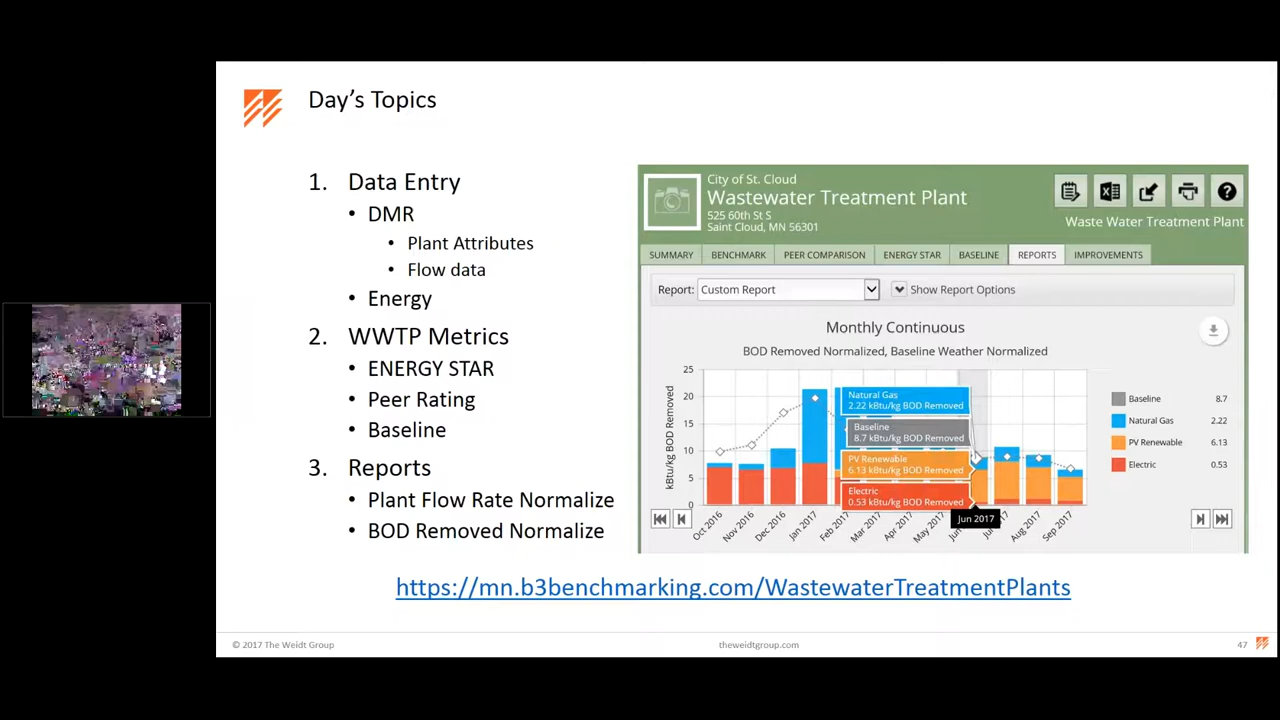 Day's Topics
1. Data Entry
• DMR
• Plant Attributes
• Flow data
• Energy
2. WWTP Metrics
• ENERGY STAR
• Peer Rating
• Baseline
3. Reports
• Plant Flow Rate Normalize
• BOD Removed Normalize
City of St. Cloud
Wastewater Treatment Plant
525 60th St S
Saint Cloud, MN 56301
Waste Water Treatment Plant
SUMMARY BENCHMARK PEER COMPARISON ENERGY STAR BASELINE REPORTS IMPROVEMENTS
Report: Custom Report Show Report Options
Monthly Continuous
BOD Removed Normalized, Baseline Weather Normalized
kBtu/kg BOD Removed
25
20
15
10
5
0
Natural Gas
2.22 kBtu/kg BOD Removed
Baseline
8.7 kBtu/kg BOD Removed
PV Renewable
6.13 kBtu/kg BOD Removed
Electric
0.53 kBtu/kg BOD Removed
Oct 2016 Nov 2016 Dec 2016 Jan 2017 Feb 2017 Mar 2017 Apr 2017 May 2017 Jun 2017 Aug 2017 Sep 2017
Jun 2017
Baseline 8.7
Natural Gas 2.22
PV Renewable 6.13
Electric 0.53
https://mn.b3benchmarking.com/WastewaterTreatmentPlants
© 2017 The Weidt Group
theweidtgroup.com
47